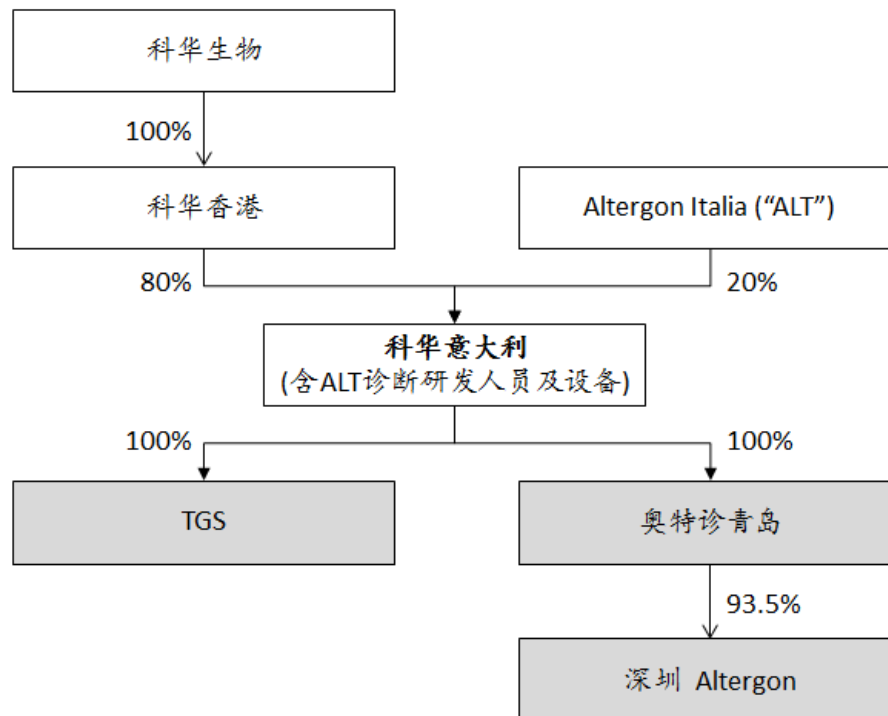 科华生物
100%
科华香港
Altergon Italia (“ALT”)
80%
20%
科华意大利
(含ALT诊断研发人员及设备)
100%
100%
TGS
奥特诊青岛
93.5%
深圳 Altergon